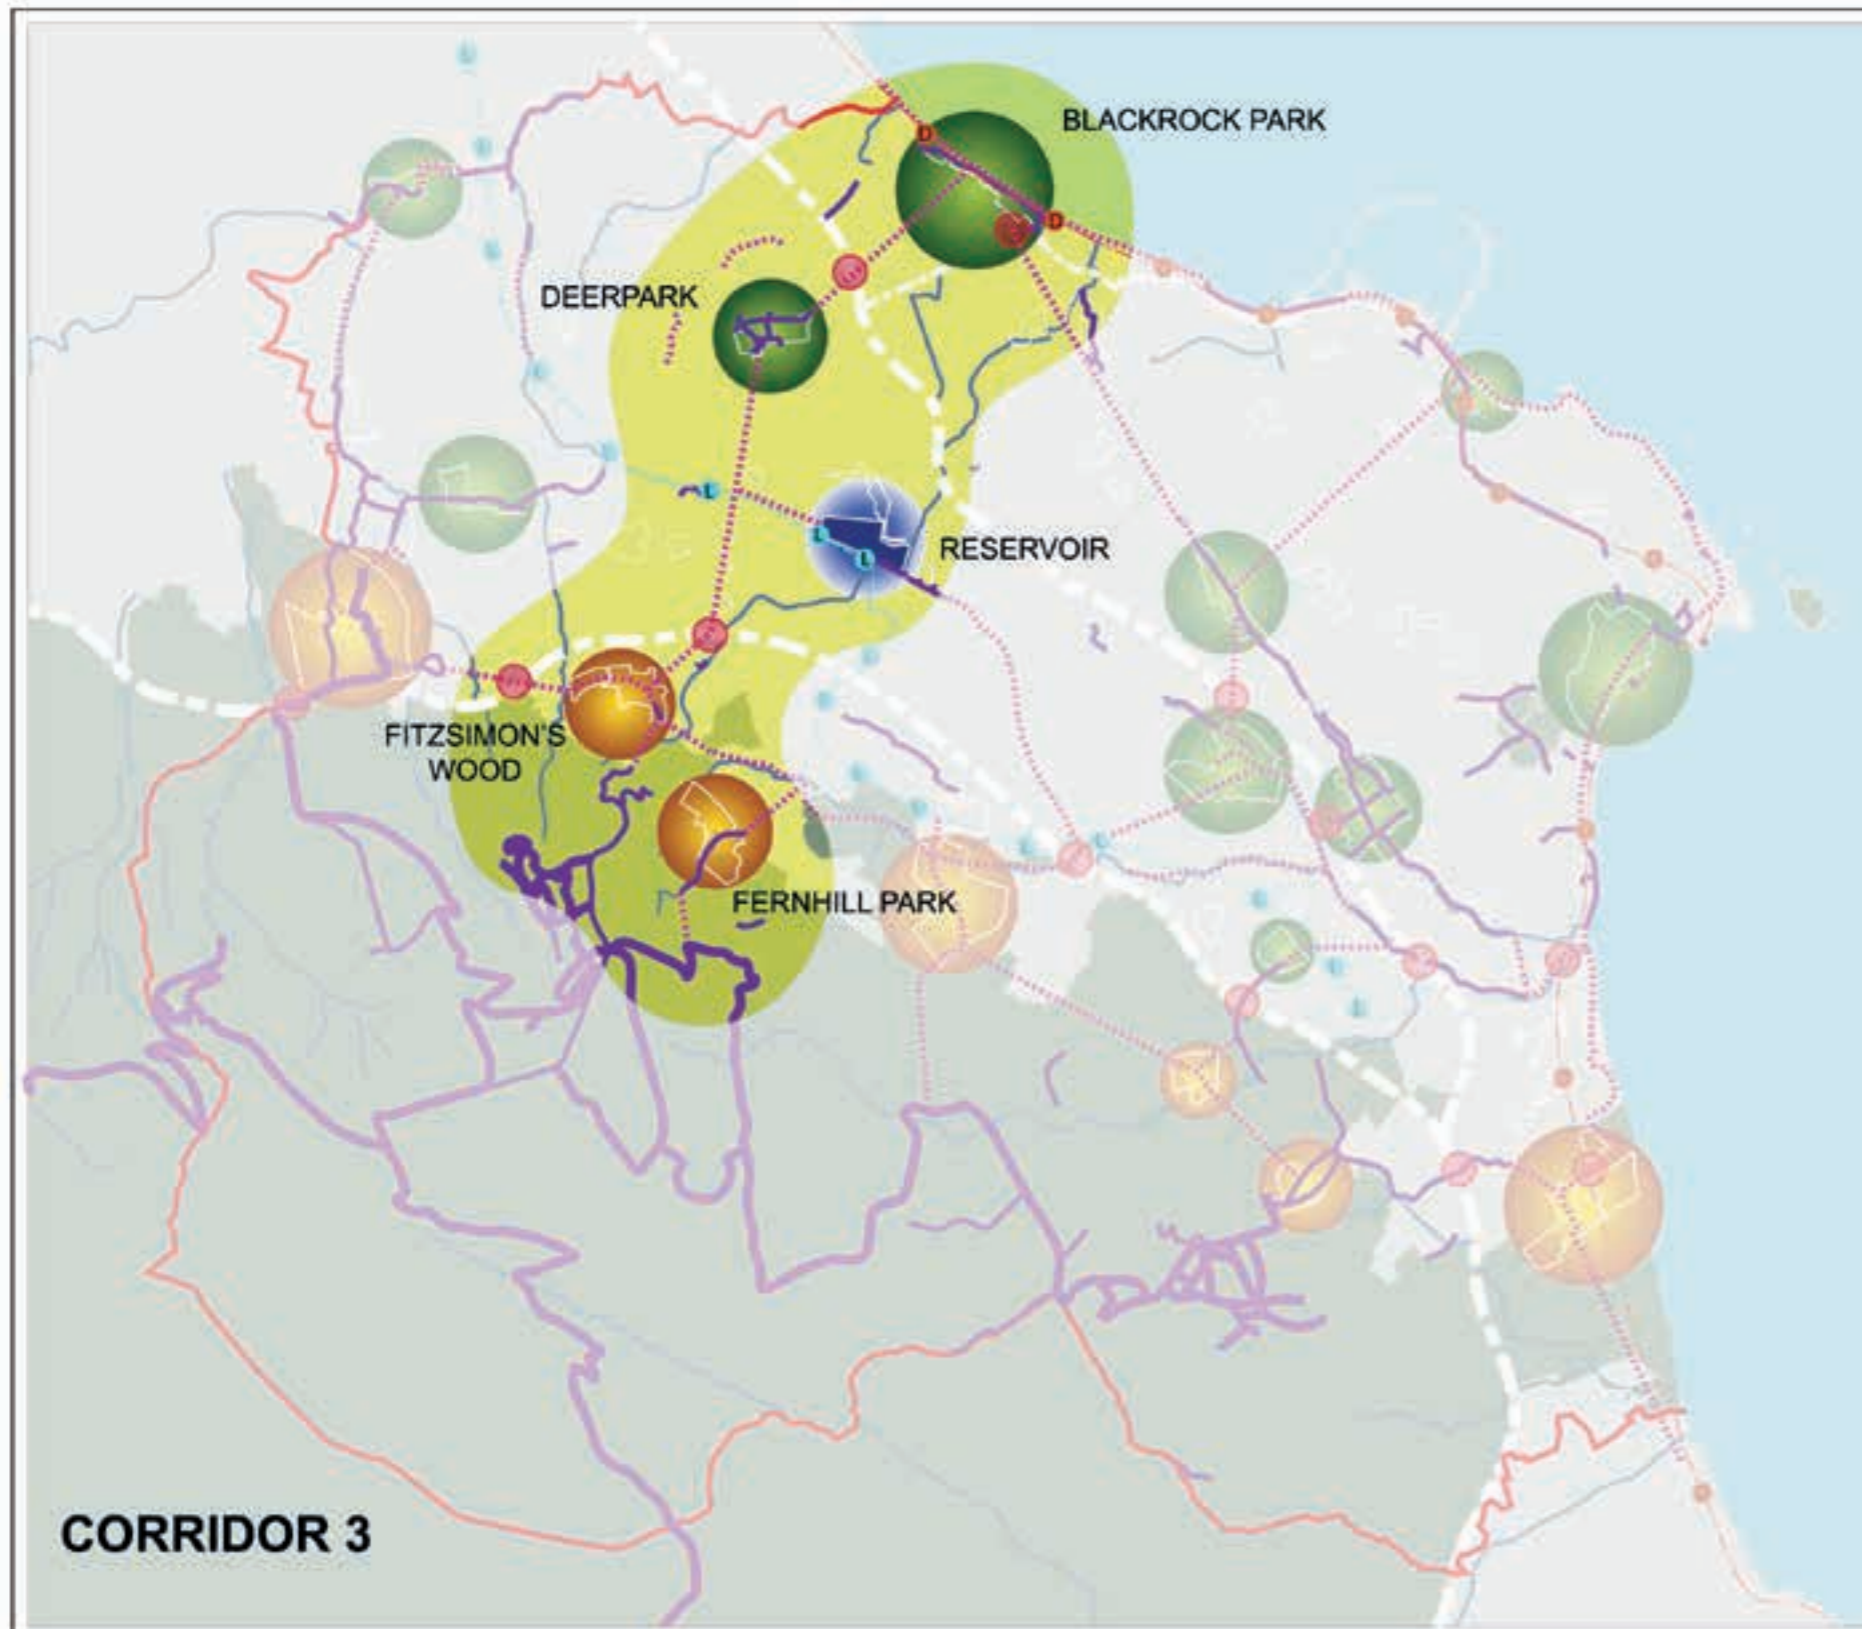 BLACKROCK PARK
D
D
DEERPARK
L
RESERVOIR
L
L
FITZSIMON'S
WOOD
FERNHILL PARK
CORRIDOR 3